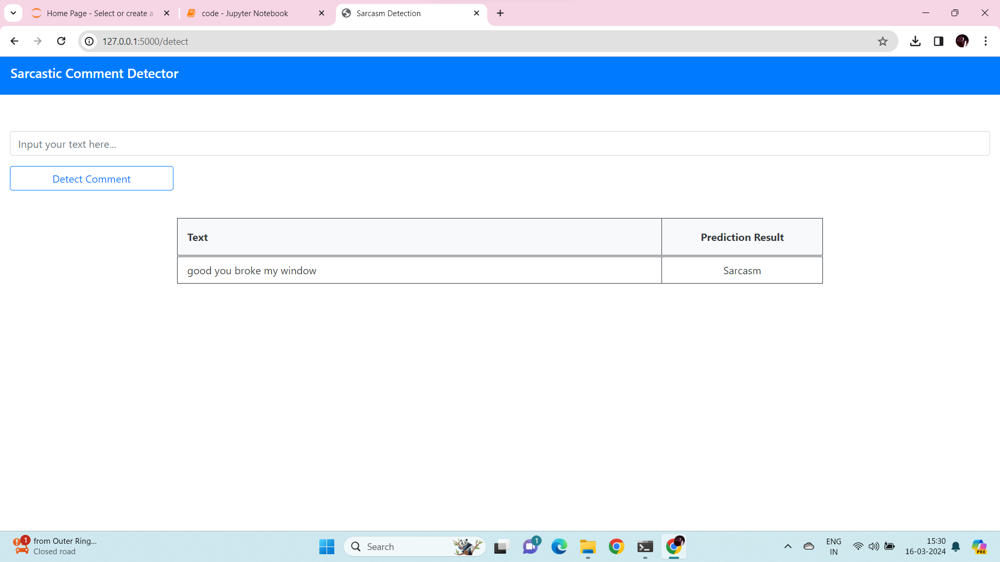 Home Page - Select or create a
code - Jupyter Notebook
Sarcasm Detection
127.0.0.1:5000/detect
Sarcastic Comment Detector
Input your text here...
Detect Comment
Text
Prediction Result
good you broke my window
Sarcasm
1
from Outer Ring...
Closed road
Search
1
ENG
IN
15:30
16-03-2024
PRE